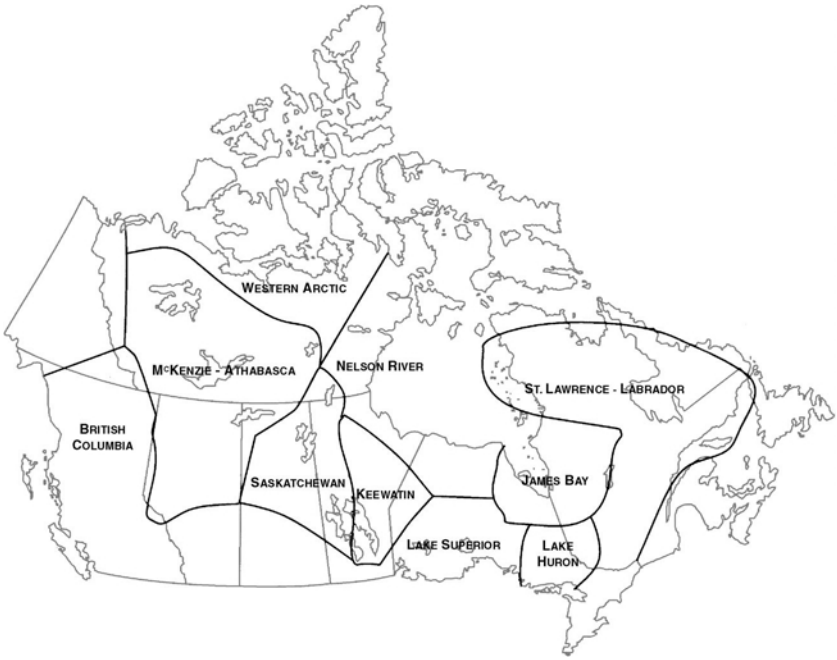 WESTERN ARCTIC
MCKENZIE - ATHABASCA
NELSON RIVER
ST. LAWRENCE - LABRADOR
BRITISH
COLUMBIA
SASKATCHEWAN
KEEWATIN
JAMES BAY
LAKE SUPERIOR
LAKE
HURON